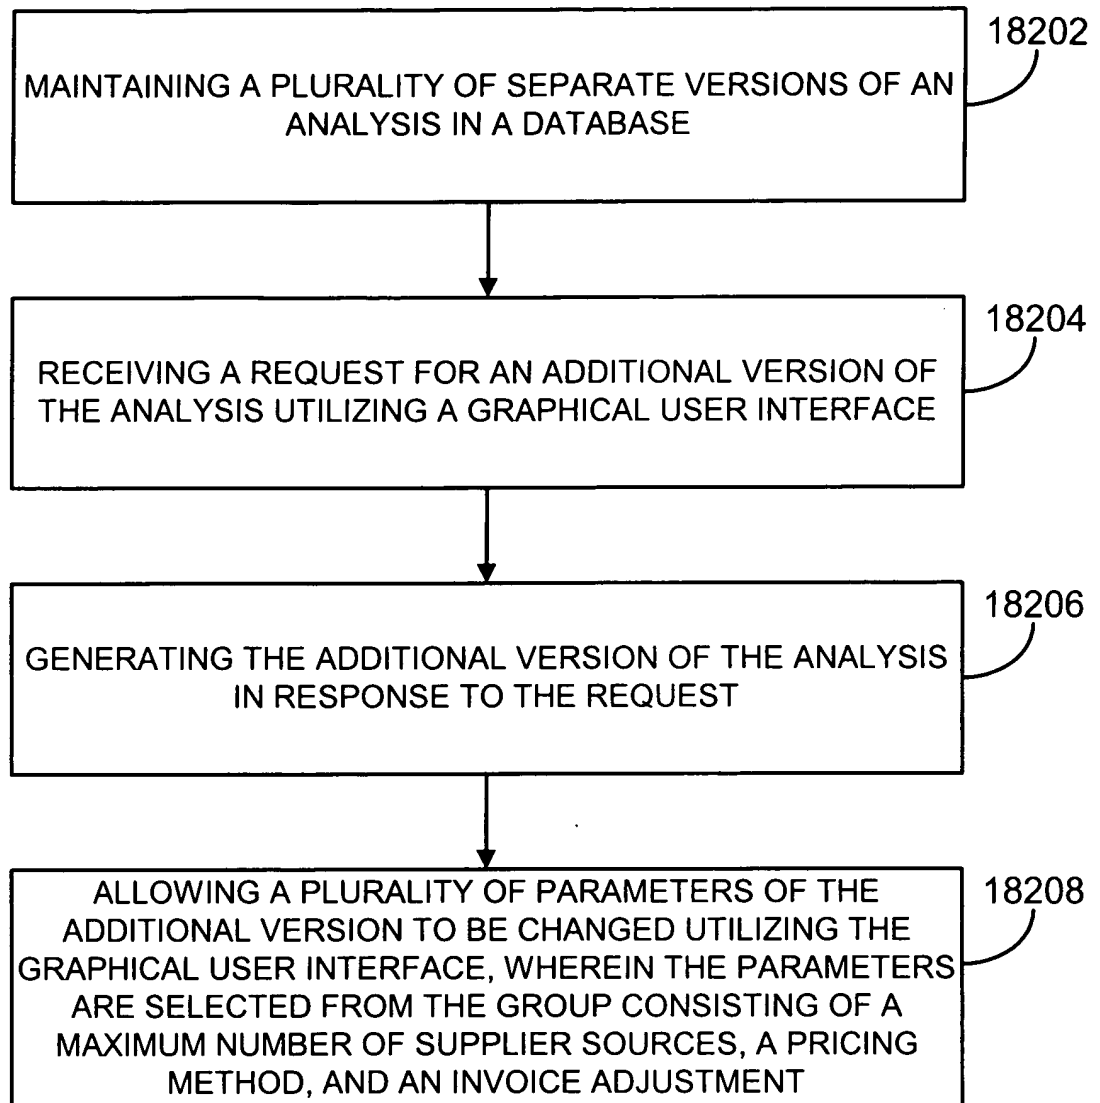 18202
MAINTAINING A PLURALITY OF SEPARATE VERSIONS OF AN
ANALYSIS IN A DATABASE
18204
RECEIVING A REQUEST FOR AN ADDITIONAL VERSION OF
THE ANALYSIS UTILIZING A GRAPHICAL USER INTERFACE
18206
GENERATING THE ADDITIONAL VERSION OF THE ANALYSIS
IN RESPONSE TO THE REQUEST
18208
ALLOWING A PLURALITY OF PARAMETERS OF THE
ADDITIONAL VERSION TO BE CHANGED UTILIZING THE
GRAPHICAL USER INTERFACE, WHEREIN THE PARAMETERS
ARE SELECTED FROM THE GROUP CONSISTING OF A
MAXIMUM NUMBER OF SUPPLIER SOURCES, A PRICING
METHOD, AND AN INVOICE ADJUSTMENT